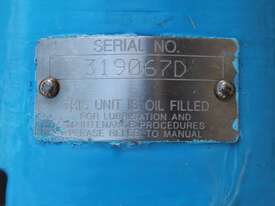 SERIAL NO.
319067D
THIS UNIT IS OIL FILLED
FOR LUBRICATION AND
MAINTENANCE PROCEDURES
PLEASE REFER TO MANUAL